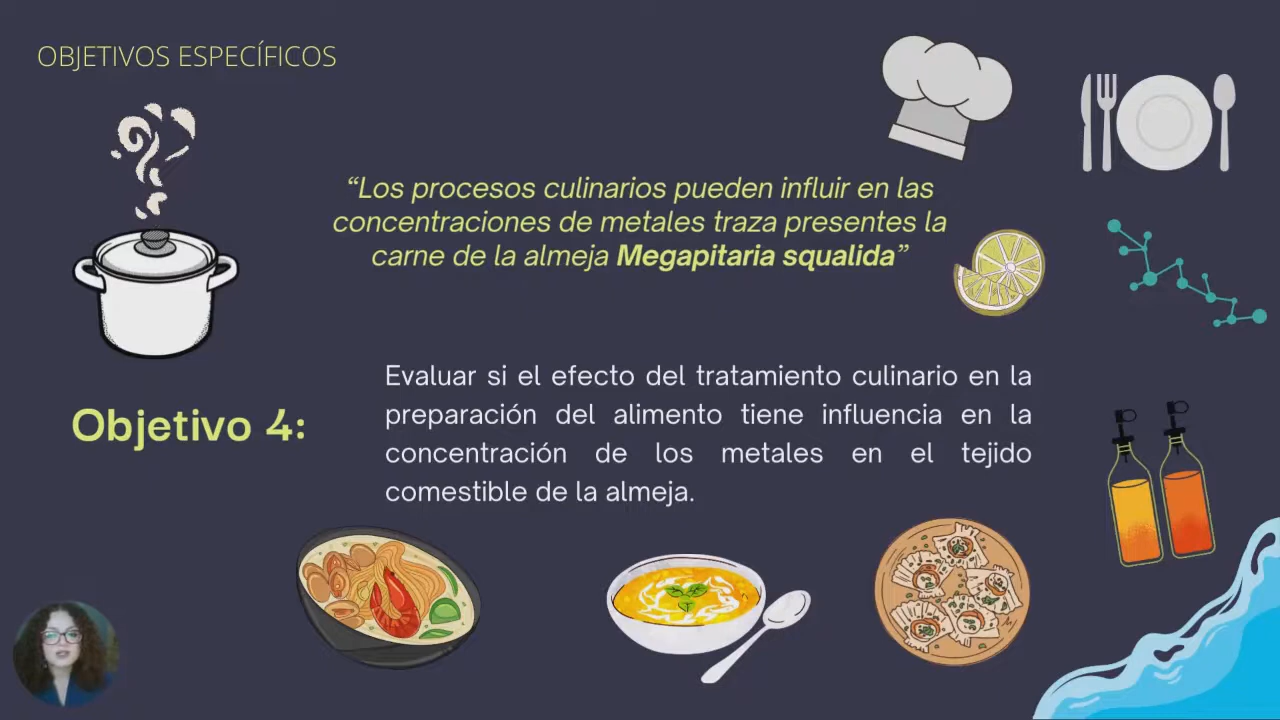 OBJETIVOS ESPECÍFICOS
“Los procesos culinarios pueden influir en las
concentraciones de metales traza presentes la
carne de la almeja Megapitaria squalida”
Objetivo 4:
Evaluar si el efecto del tratamiento culinario en la
preparación del alimento tiene influencia en la
concentración de los metales en el tejido
comestible de la almeja.